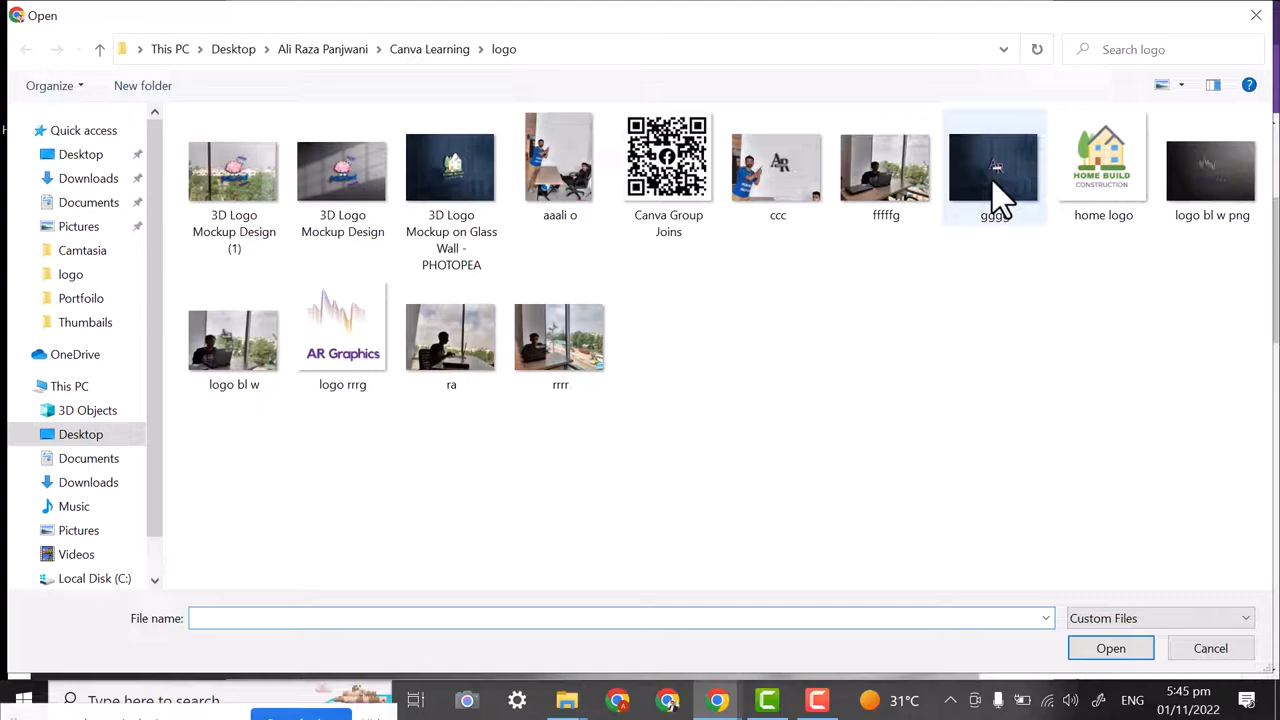 Open
This PC > Desktop > Ali Raza Panjwani > Canva Learning > logo
Search logo
Organize
New folder
Quick access
Desktop
Downloads
Documents
Pictures
Camtasia
logo
Portfoilo
Thumbails
OneDrive
This PC
3D Objects
Desktop
Documents
Downloads
Music
Pictures
Videos
Local Disk (C:)
3D Logo
Mockup Design
(1)
3D Logo
Mockup Design
3D Logo
Mockup on Glass
Wall -
PHOTOPEA
aaali o
Canva Group
Joins
AR
ccc
fffffg
AR
HOME BUILD
CONSTRUCTION
home logo
logo bl w png
logo bl w
AR Graphics
logo rrrg
ra
rrrr
File name:
Custom Files
Open
Cancel
Type here to search
31°C
ENG
5:45 pm
01/11/2022